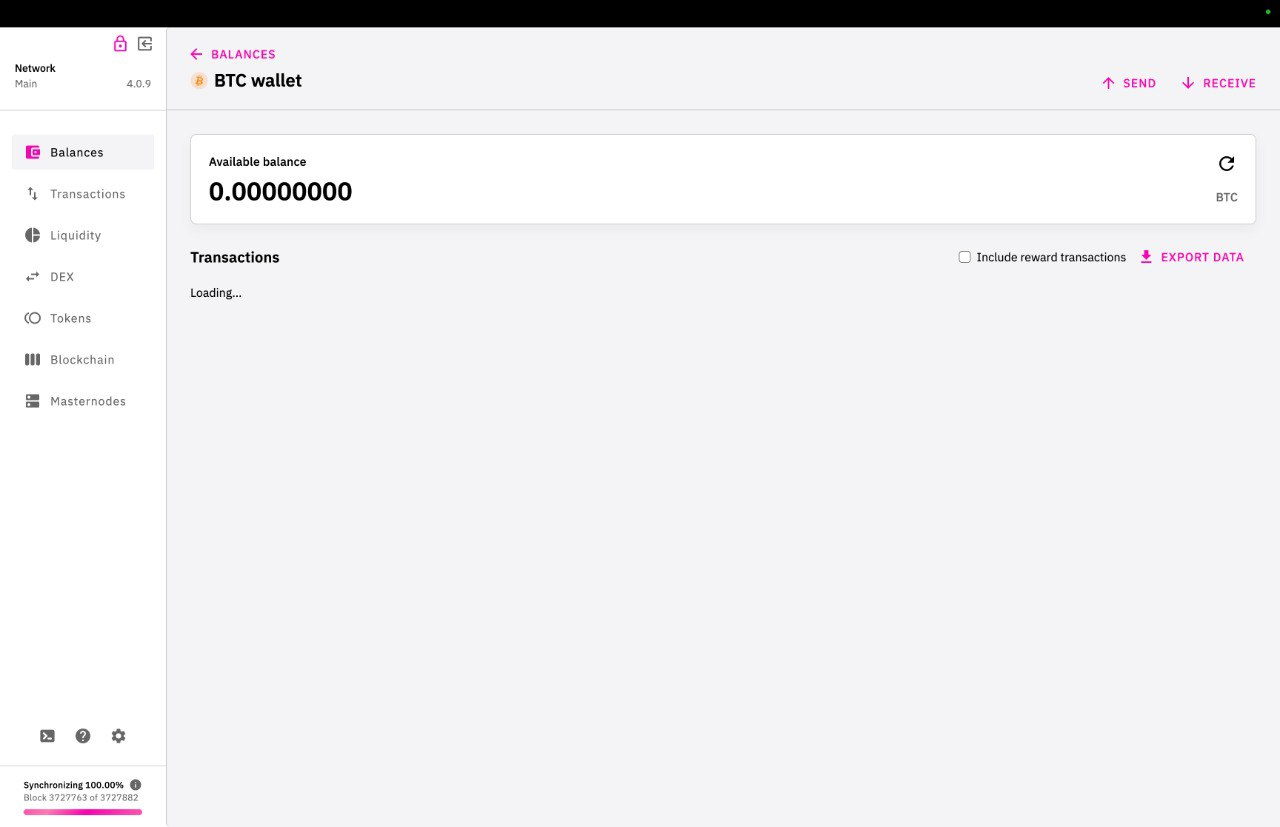 Network
Main 4.0.9
Balances
Transactions
Liquidity
DEX
Tokens
Blockchain
Masternodes
Synchronizing 100.00%
Block 3727763 of 3727882
BALANCES
BTC wallet
SEND RECEIVE
Available balance
0.00000000
BTC
Transactions Include reward transactions EXPORT DATA
Loading...